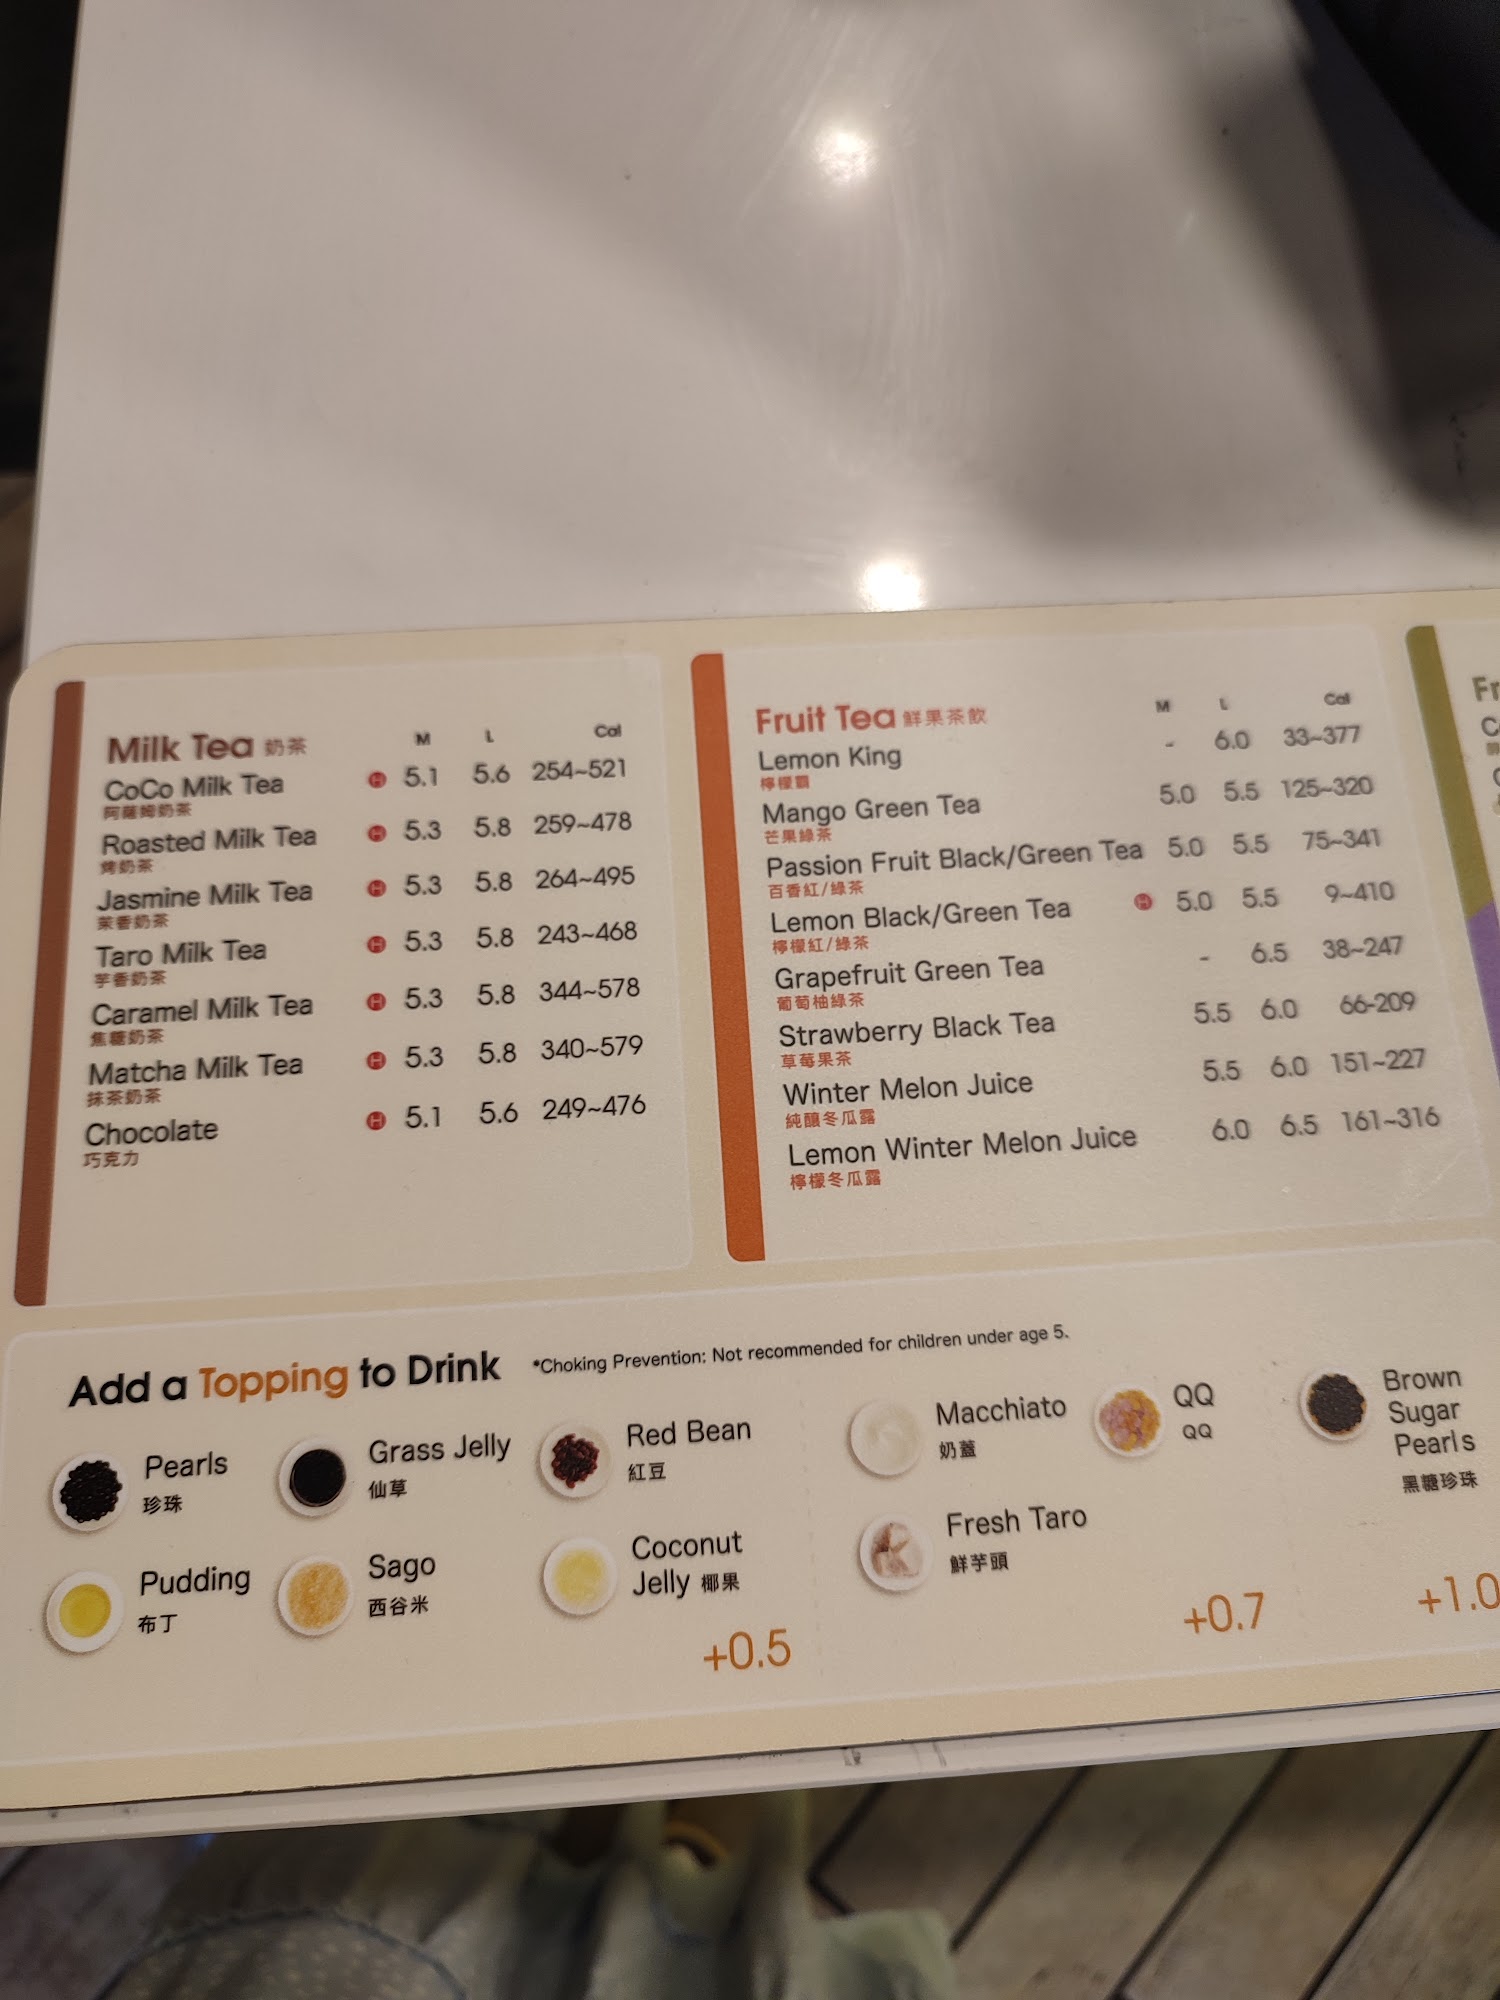 Milk Tea 奶茶 M L Cal
CoCo Milk Tea H 5.1 5.6 254~521
阿薩姆奶茶
Roasted Milk Tea H 5.3 5.8 259~478
烤奶茶
Jasmine Milk Tea H 5.3 5.8 264~495
茉香奶茶
Taro Milk Tea H 5.3 5.8 243~468
芋香奶茶
Caramel Milk Tea H 5.3 5.8 344~578
焦糖奶茶
Matcha Milk Tea H 5.3 5.8 340~579
抹茶奶茶
Chocolate H 5.1 5.6 249~476
巧克力
Fruit Tea 鮮果茶飲 M L Cal
Lemon King - 6.0 33~377
檸檬霸
Mango Green Tea 5.0 5.5 125~320
芒果綠茶
Passion Fruit Black/Green Tea 5.0 5.5 75~341
百香紅/綠茶
Lemon Black/Green Tea H 5.0 5.5 9~410
檸檬紅/綠茶
Grapefruit Green Tea - 6.5 38~247
葡萄柚綠茶
Strawberry Black Tea 5.5 6.0 66-209
草莓果茶
Winter Melon Juice 5.5 6.0 151~227
純釀冬瓜露
Lemon Winter Melon Juice 6.0 6.5 161~316
檸檬冬瓜露
Fr
C
Add a Topping to Drink *Choking Prevention: Not recommended for children under age 5.
Pearls
珍珠
Grass Jelly
仙草
Red Bean
紅豆
Pudding
布丁
Sago
西谷米
Coconut
Jelly 椰果
+0.5
Macchiato
奶蓋
QQ
QQ
Fresh Taro
鮮芋頭
+0.7
Brown
Sugar
Pearls
黑糖珍珠
+1.0